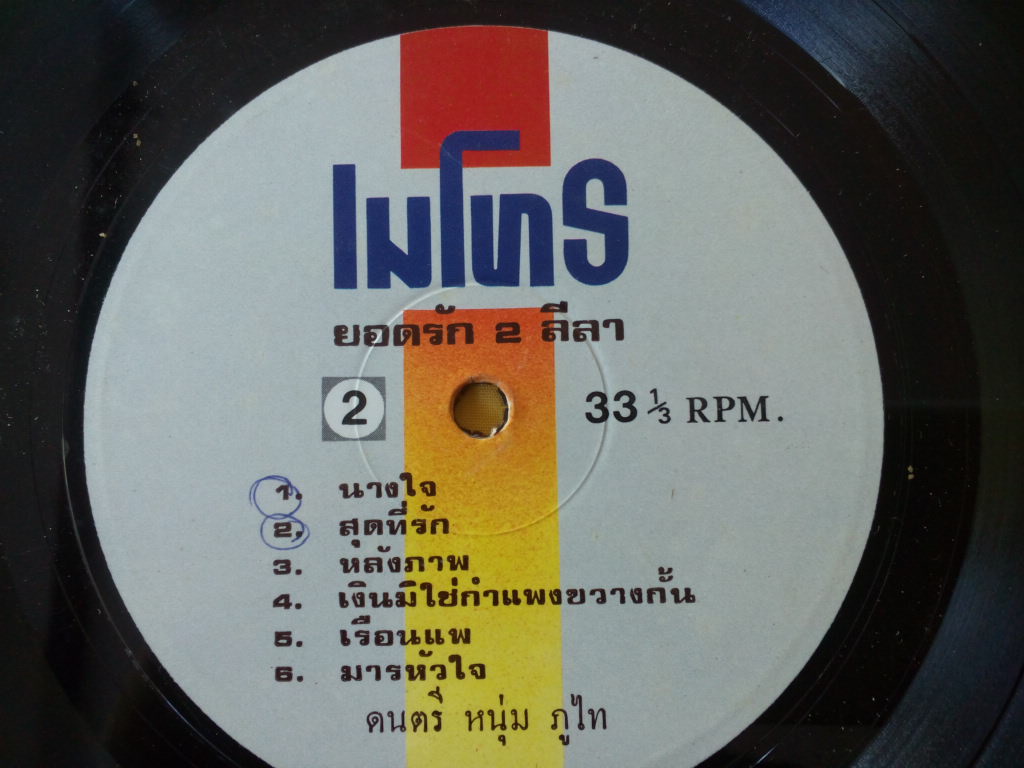 เมโทร
ยอดรัก 2 ลีลา
2 33 ⅓ RPM.
1. นางใจ
2. สุดที่รัก
3. หลังภาพ
4. เงินมิใช่กำแพงขวางกั้น
5. เรือนแพ
6. มารหัวใจ
ดนตรี หนุ่ม ภูไท